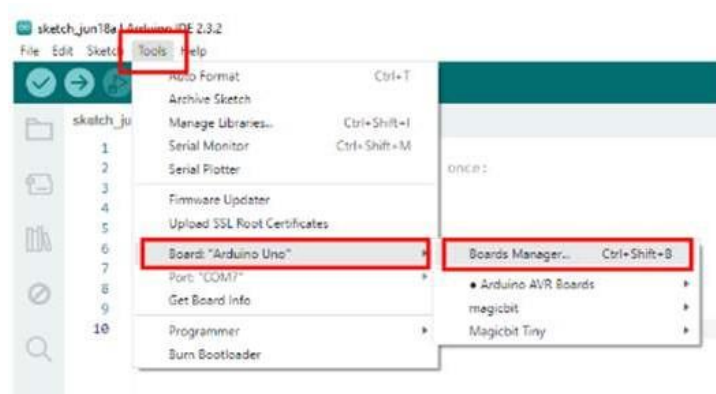 sketch_jun18a | Arduino IDE 2.3.2
File Edit Sketch Tools Help
Auto Format Ctrl+T
Archive Sketch
sketch_ju
Manage Libraries... Ctrl+Shift+I
1
Serial Monitor Ctrl+Shift+M
2
Serial Plotter
once:
3
Firmware Updater
4
5
Upload SSL Root Certificates
6
Board: "Arduino Uno"
Boards Manager... Ctrl+Shift+B
7
Port: "COM7"
• Arduino AVR Boards
8
Get Board Info
9
magicbit
10
Programmer
Magicbit Tiny
Burn Bootloader